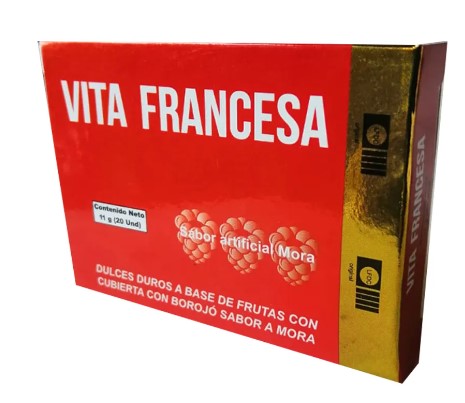 VITA FRANCESA
Contenido Neto
11 g (20 Und)
Sabor artificial Mora
DULCES DUROS A BASE DE FRUTAS CON
CUBIERTA CON BOROJÓ SABOR A MORA
original
VITA FRANCESA